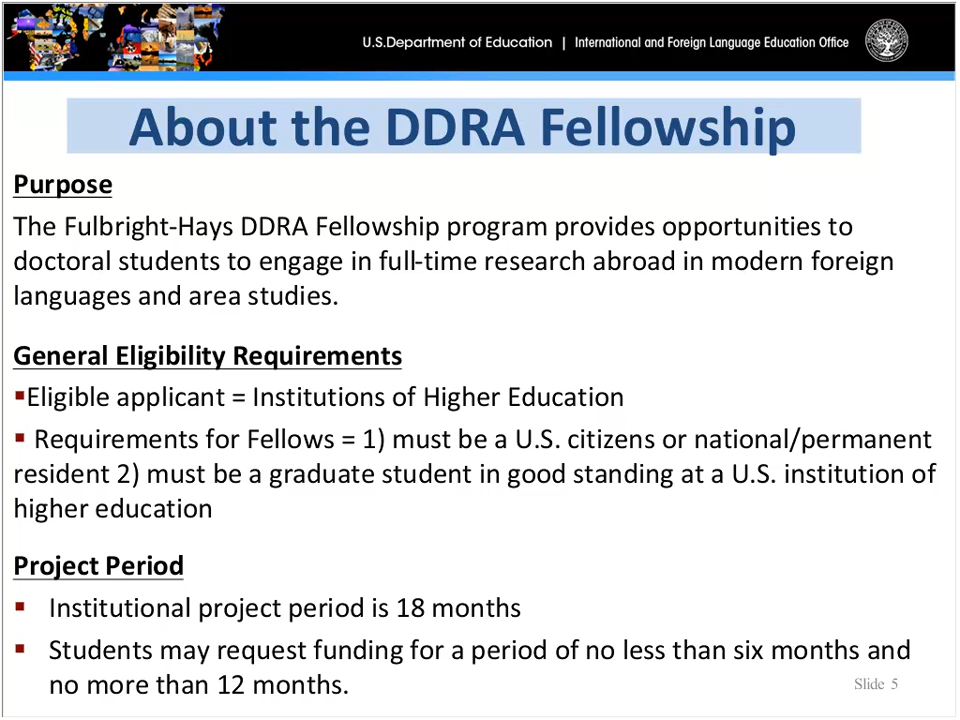 U.S.Department of Education | International and Foreign Language Education Office
About the DDRA Fellowship
Purpose
The Fulbright-Hays DDRA Fellowship program provides opportunities to
doctoral students to engage in full-time research abroad in modern foreign
languages and area studies.
General Eligibility Requirements
▪Eligible applicant = Institutions of Higher Education
▪ Requirements for Fellows = 1) must be a U.S. citizens or national/permanent
resident 2) must be a graduate student in good standing at a U.S. institution of
higher education
Project Period
▪ Institutional project period is 18 months
▪ Students may request funding for a period of no less than six months and
no more than 12 months.
Slide 5